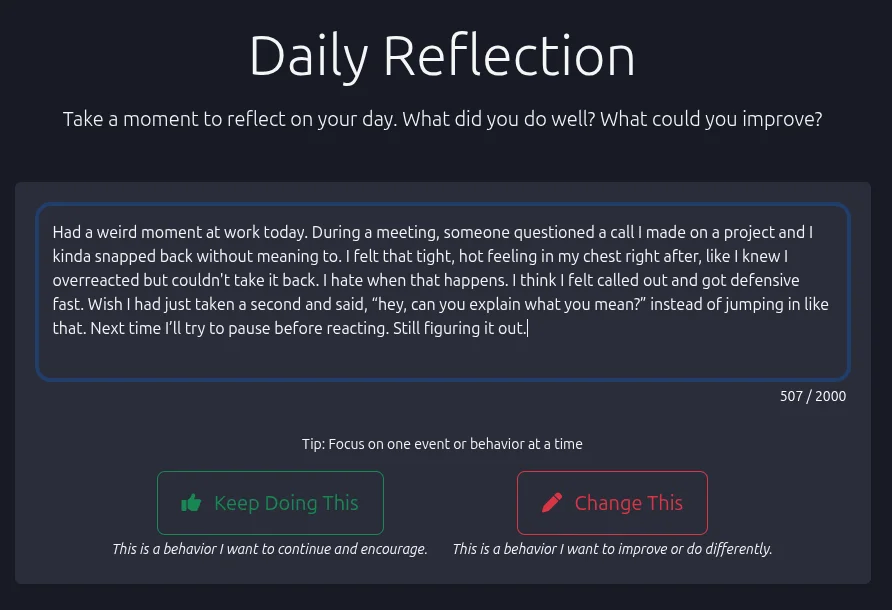 Daily Reflection
Take a moment to reflect on your day. What did you do well? What could you improve?
Had a weird moment at work today. During a meeting, someone questioned a call I made on a project and I
kinda snapped back without meaning to. I felt that tight, hot feeling in my chest right after, like I knew I
overreacted but couldn't take it back. I hate when that happens. I think I felt called out and got defensive
fast. Wish I had just taken a second and said, “hey, can you explain what you mean?” instead of jumping in like
that. Next time I’ll try to pause before reacting. Still figuring it out.
507 / 2000
Tip: Focus on one event or behavior at a time
Keep Doing This
Change This
This is a behavior I want to continue and encourage.
This is a behavior I want to improve or do differently.